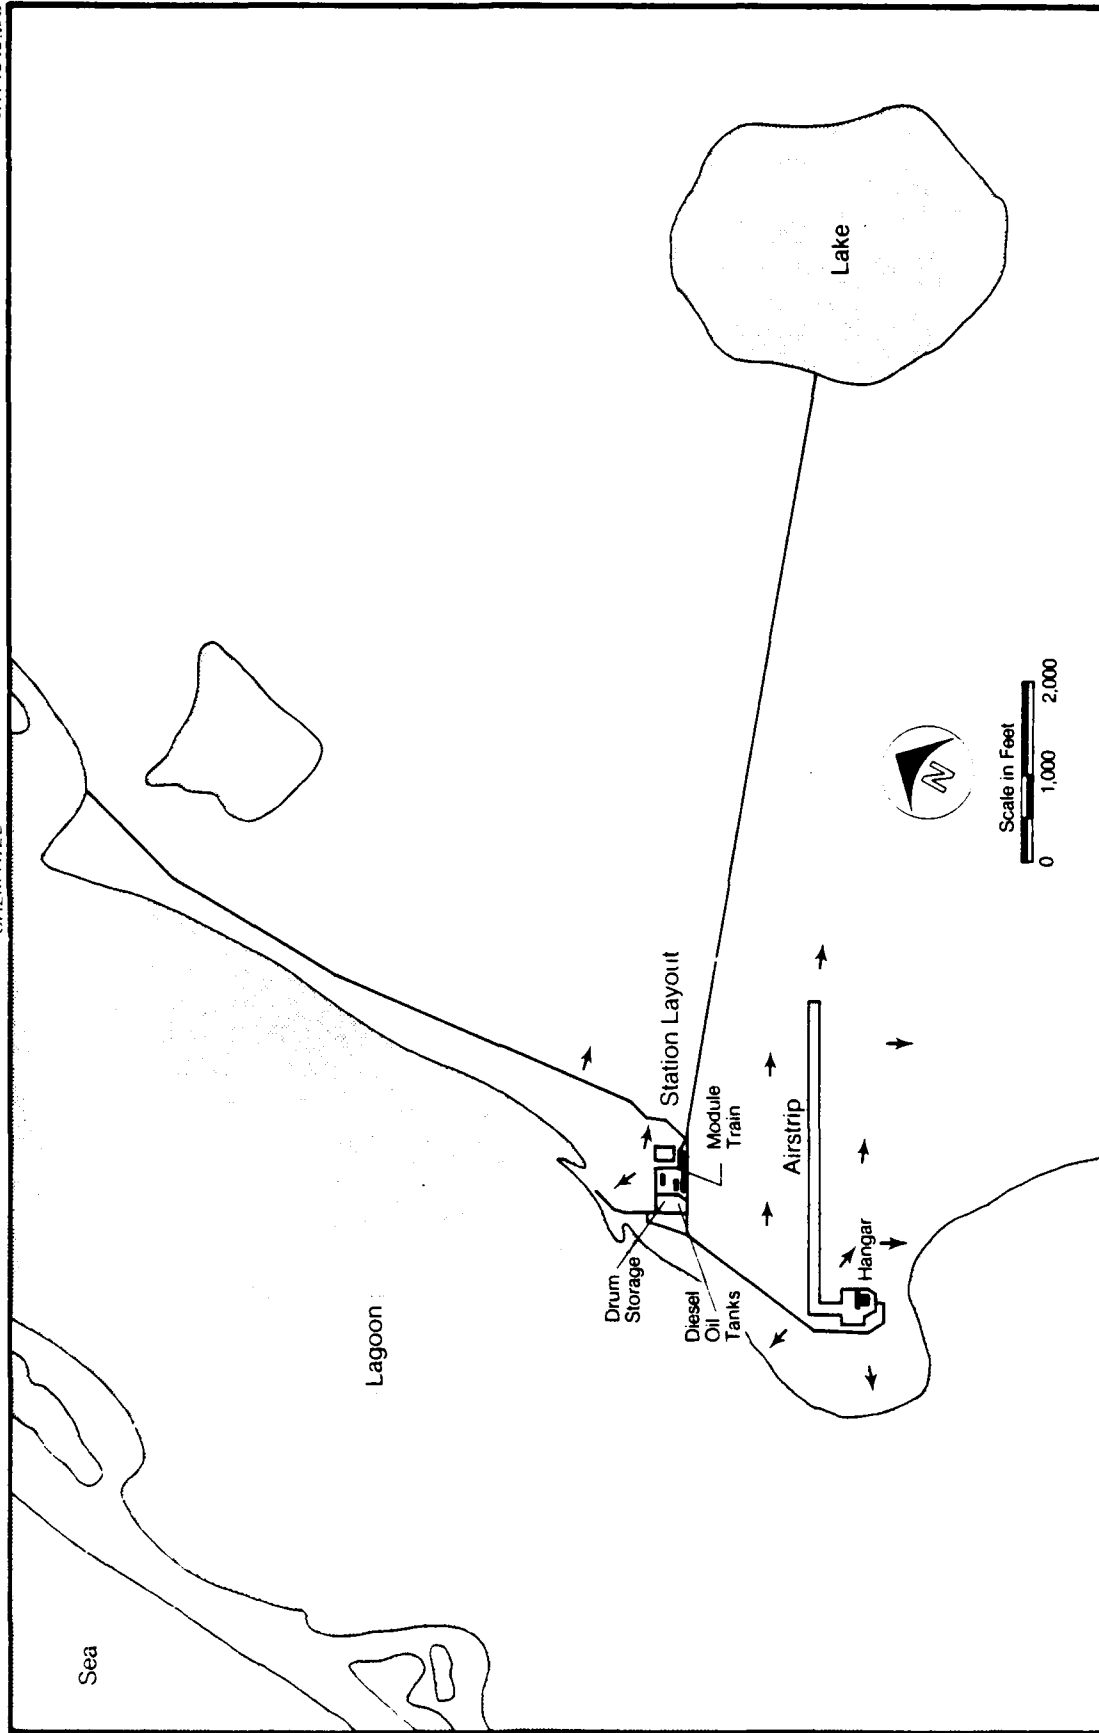 Sea
Lagoon
Drum
Storage
Diesel
Oil
Tanks
Station Layout
Module
Train
Airstrip
Hangar
Lake
N
Scale in Feet
0 1,000 2,000